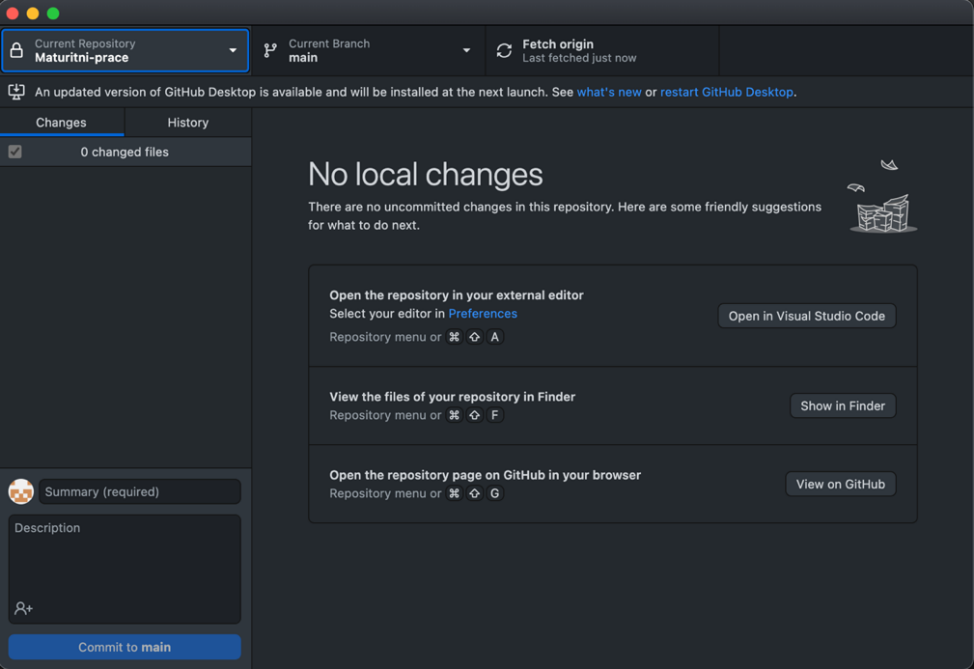 Current Repository
Maturitni-prace
Current Branch
main
Fetch origin
Last fetched just now
An updated version of GitHub Desktop is available and will be installed at the next launch. See what's new or restart GitHub Desktop.
Changes
History
0 changed files
No local changes
There are no uncommitted changes in this repository. Here are some friendly suggestions
for what to do next.
Open the repository in your external editor
Select your editor in Preferences
Repository menu or ⌘ ⇧ A
Open in Visual Studio Code
View the files of your repository in Finder
Repository menu or ⌘ ⇧ F
Show in Finder
Open the repository page on GitHub in your browser
Repository menu or ⌘ ⇧ G
View on GitHub
Summary (required)
Description
Commit to main